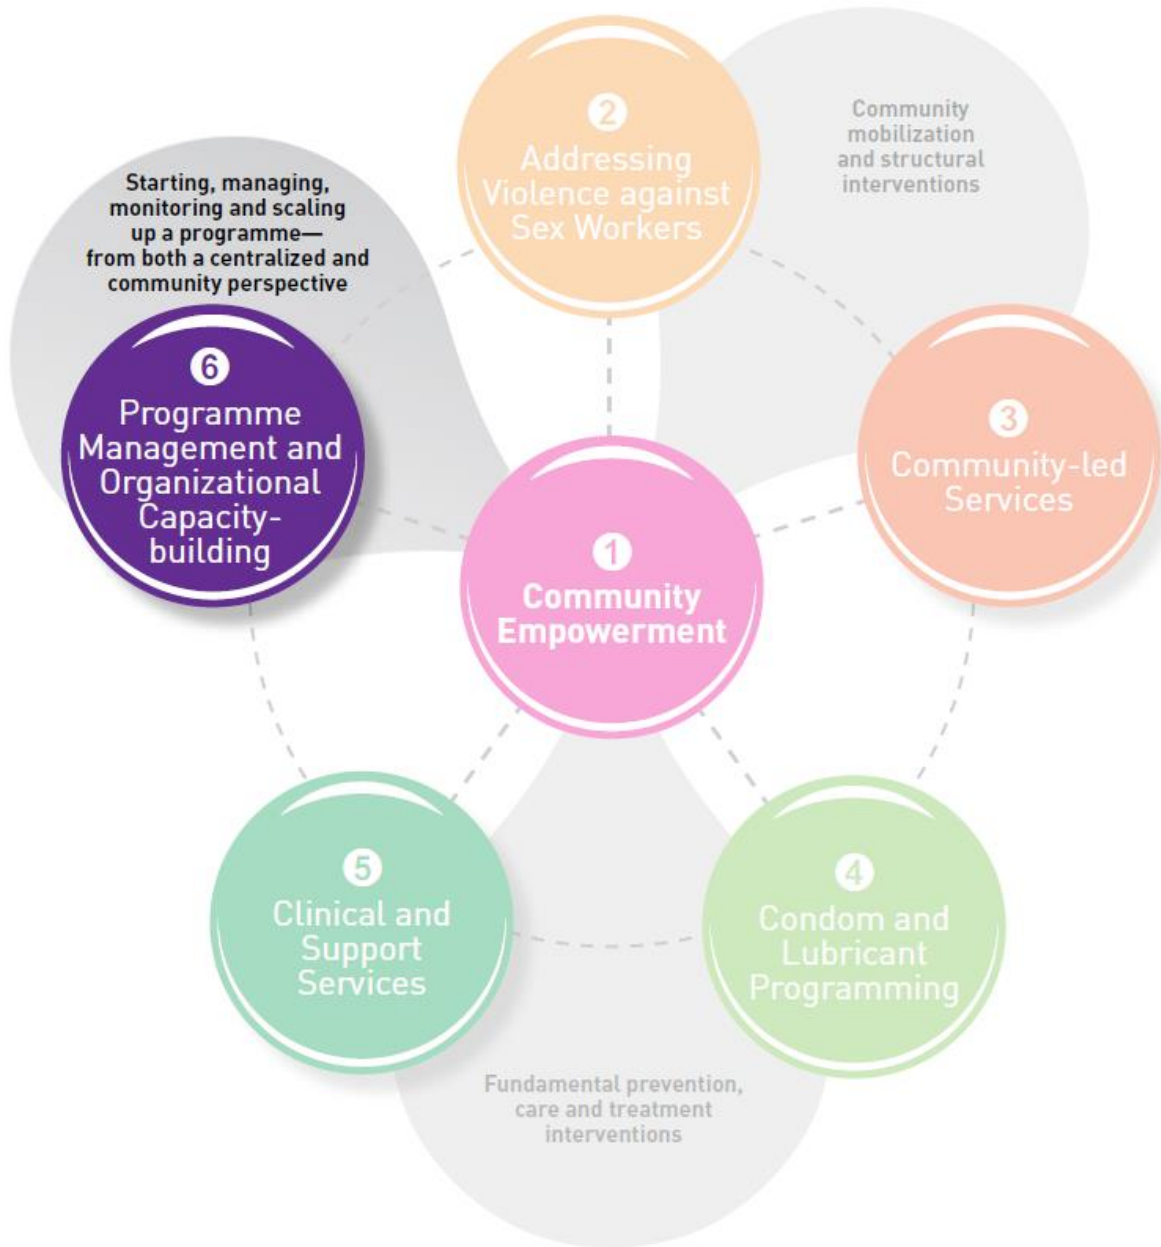 2
Addressing
Violence against
Sex Workers
Community
mobilization
and structural
interventions
Starting, managing,
monitoring and scaling
up a programme—
from both a centralized and
community perspective
6
Programme
Management and
Organizational
Capacity-
building
3
Community-led
Services
1
Community
Empowerment
5
Clinical and
Support
Services
4
Condom and
Lubricant
Programming
Fundamental prevention,
care and treatment
interventions